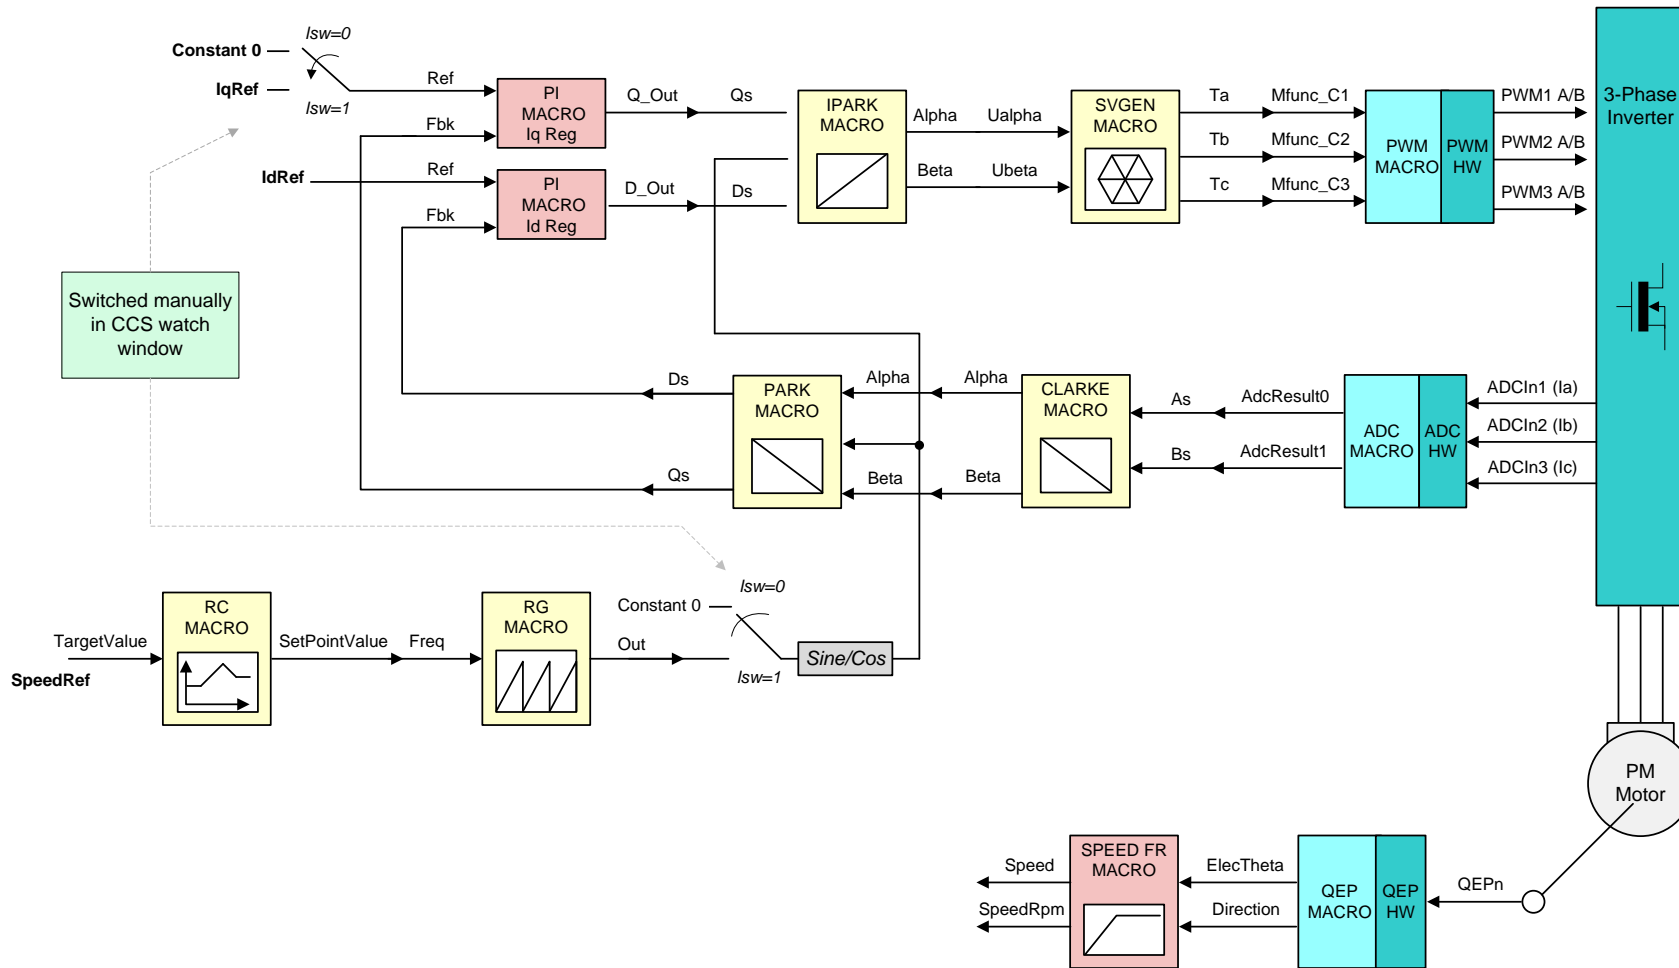 Isw=0
Constant 0
IqRef
Isw=1
Ref
Fbk
PI
MACRO
Iq Reg
Q_Out
Qs
IdRef
Ref
Fbk
PI
MACRO
Id Reg
D_Out
Ds
IPARK
MACRO
Alpha
Ualpha
Beta
Ubeta
SVGEN
MACRO
Ta
Mfunc_C1
Tb
Mfunc_C2
Tc
Mfunc_C3
PWM
MACRO
PWM
HW
PWM1 A/B
PWM2 A/B
PWM3 A/B
3-Phase
Inverter
Switched manually
in CCS watch
window
Ds
Qs
PARK
MACRO
Alpha
Alpha
Beta
Beta
CLARKE
MACRO
As
AdcResult0
Bs
AdcResult1
ADC
MACRO
ADC
HW
ADCIn1 (Ia)
ADCIn2 (Ib)
ADCIn3 (Ic)
TargetValue
SpeedRef
RC
MACRO
SetPointValue
Freq
RG
MACRO
Out
Constant 0
Isw=0
Isw=1
Sine/Cos
PM
Motor
Speed
SpeedRpm
SPEED FR
MACRO
ElecTheta
Direction
QEP
MACRO
QEP
HW
QEPn